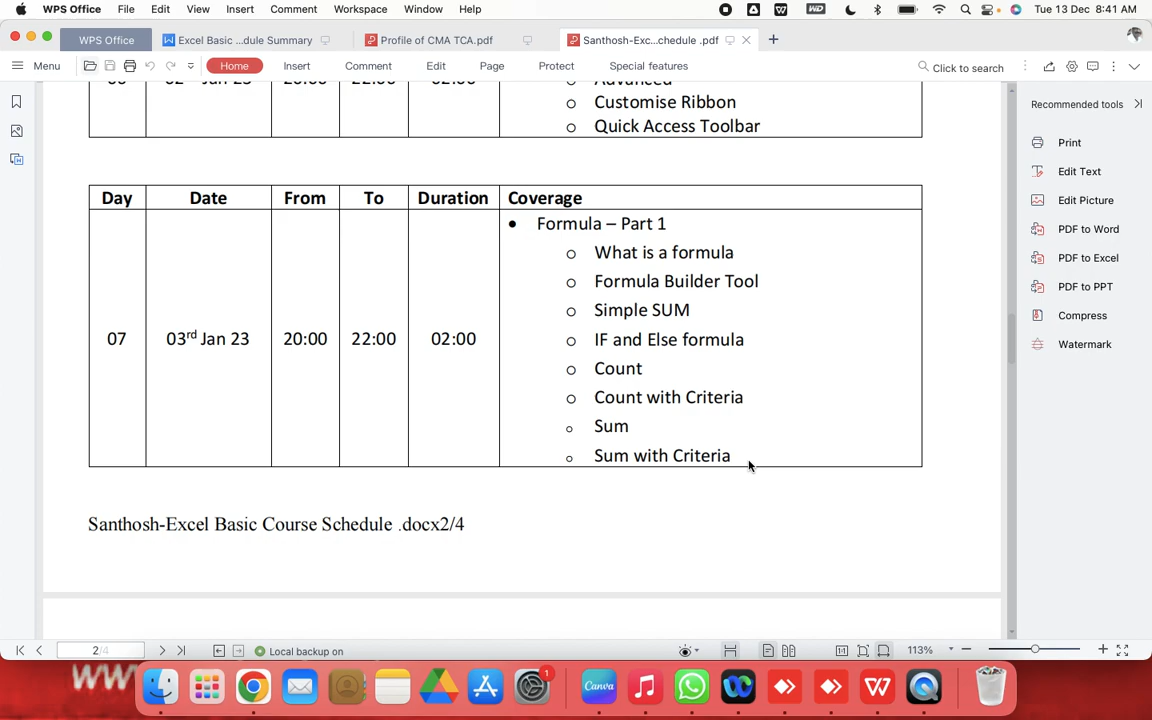 WPS Office File Edit View Insert Comment Workspace Window Help WD Tue 13 Dec 8:41 AM
WPS Office Excel Basic ...dule Summary Profile of CMA TCA.pdf Santhosh-Exc...chedule .pdf
Menu Home Insert Comment Edit Page Protect Special features Click to search
Advanced
Customise Ribbon
Quick Access Toolbar
Day Date From To Duration Coverage
• Formula – Part 1
o What is a formula
o Formula Builder Tool
o Simple SUM
07 03rd Jan 23 20:00 22:00 02:00
o IF and Else formula
o Count
o Count with Criteria
o Sum
o Sum with Criteria
Santhosh-Excel Basic Course Schedule .docx2/4
Recommended tools
Print
Edit Text
Edit Picture
PDF to Word
PDF to Excel
PDF to PPT
Compress
Watermark
2/4 Local backup on 113%
www
Canva
1